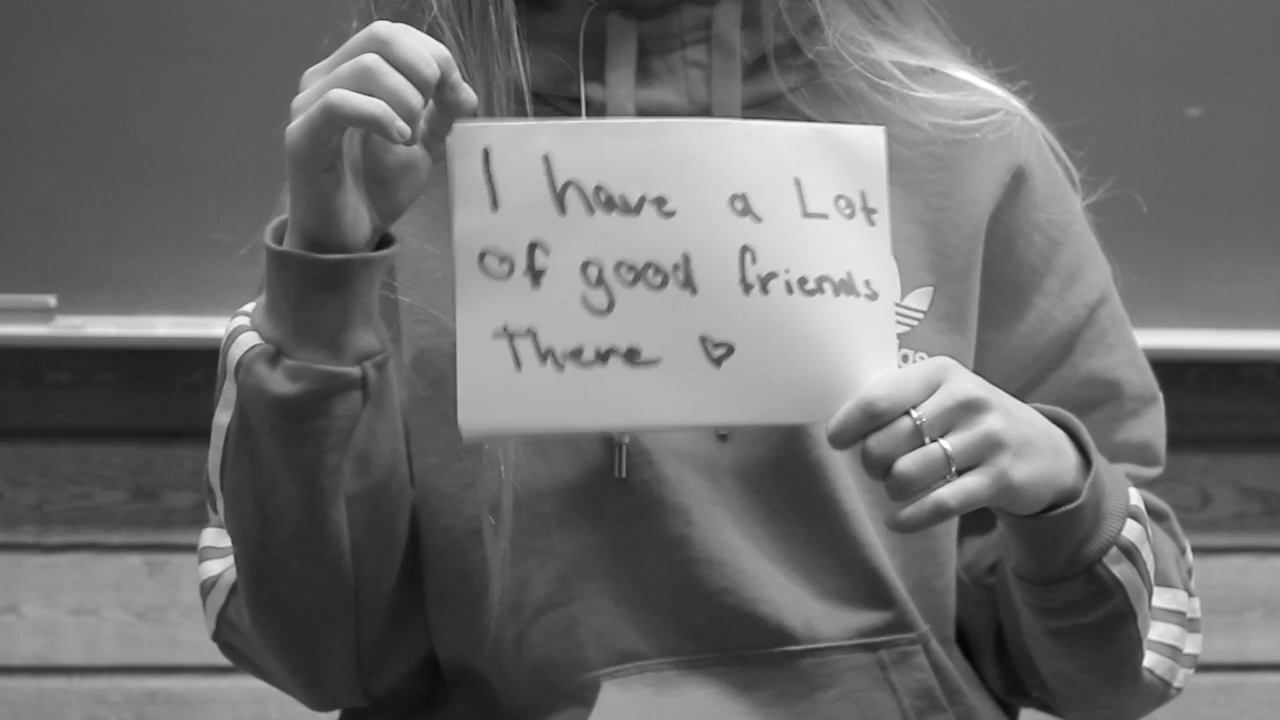 I have a Lot
of good friends
There ♡